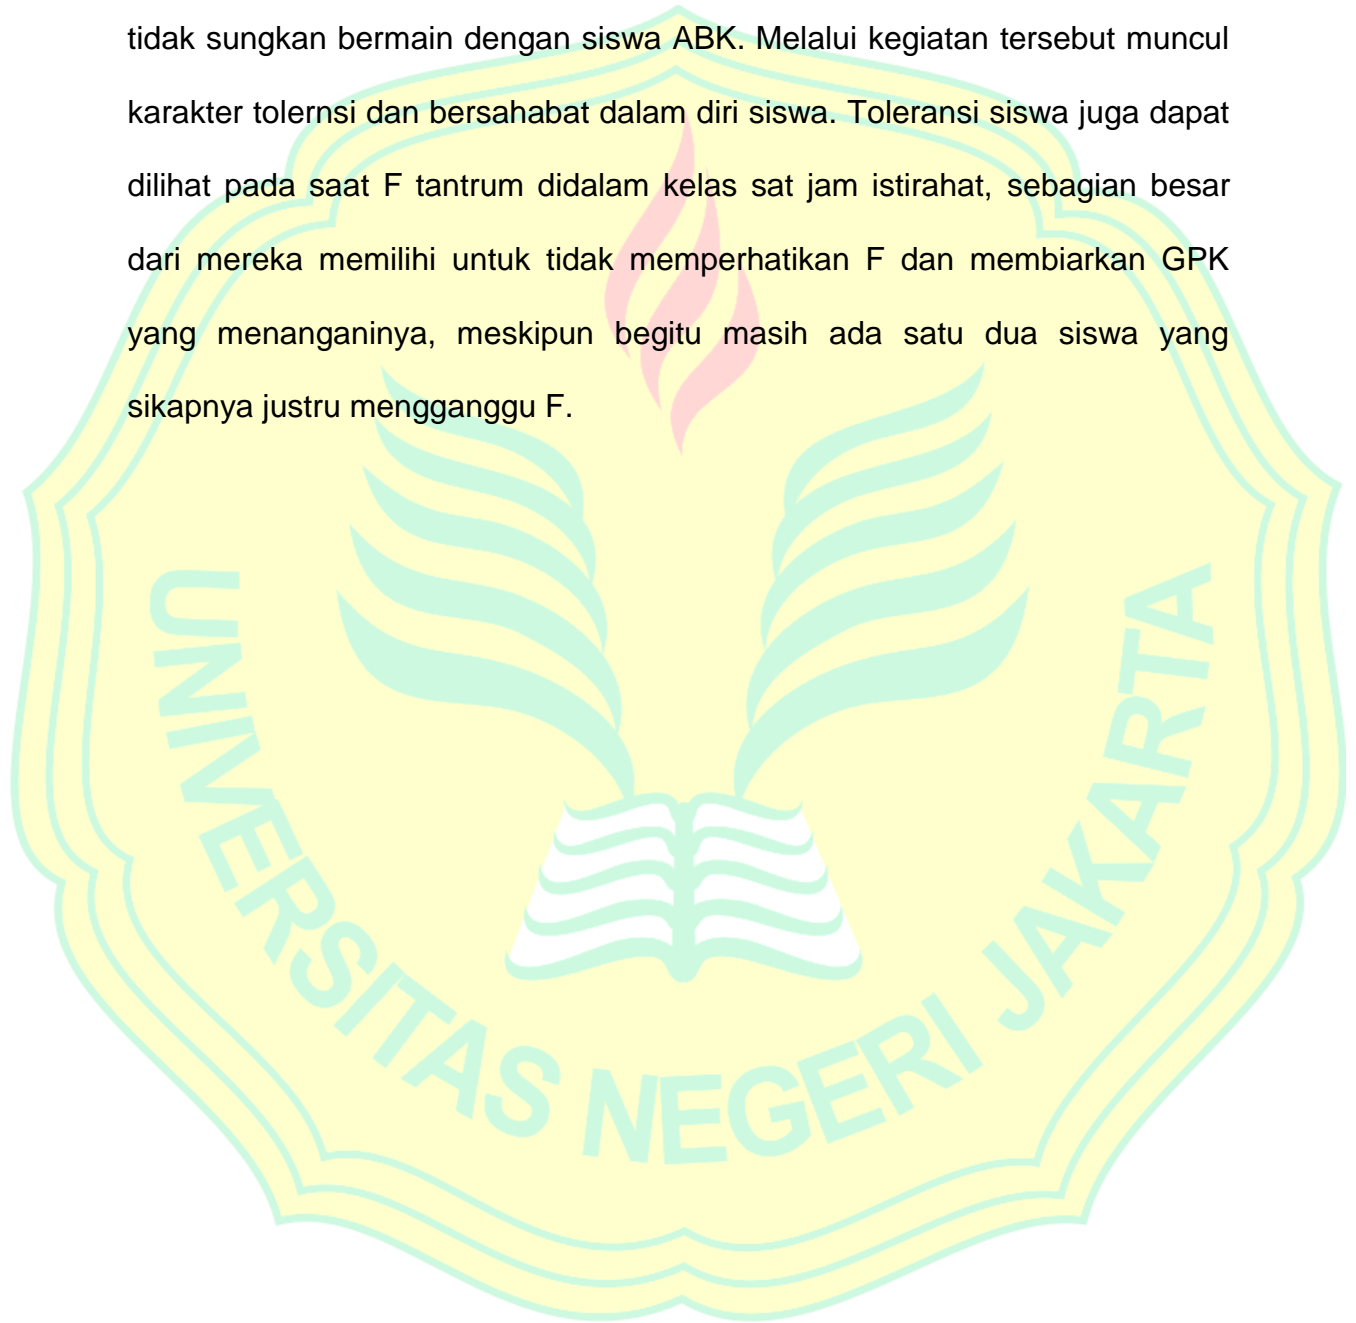 tidak sungkan bermain dengan siswa ABK. Melalui kegiatan tersebut muncul
karakter tolernsi dan bersahabat dalam diri siswa. Toleransi siswa juga dapat
dilihat pada saat F tantrum didalam kelas sat jam istirahat, sebagian besar
dari mereka memilihi untuk tidak memperhatikan F dan membiarkan GPK
yang menanganinya, meskipun begitu masih ada satu dua siswa yang
sikapnya justru mengganggu F.
UNIVERSITAS NEGERI JAKARTA